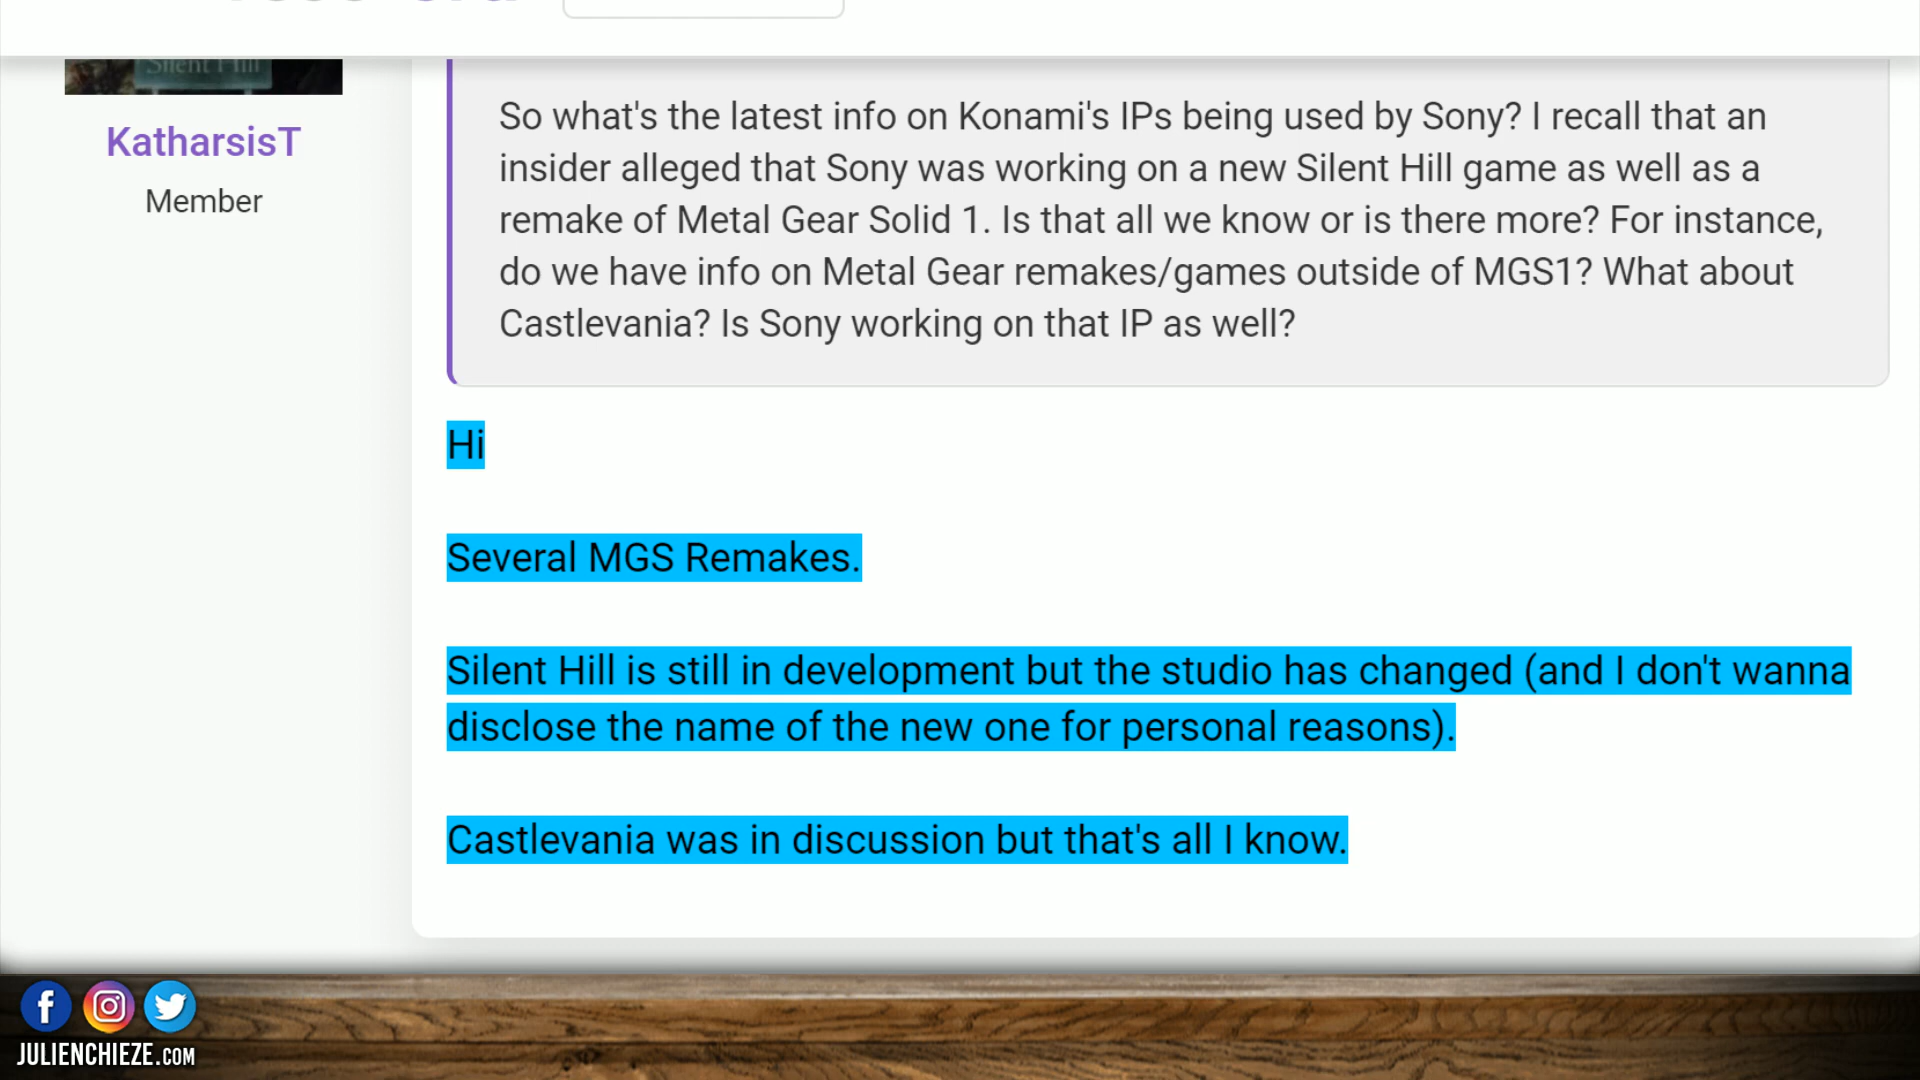 Silent Hill
KatharsisT
Member
So what's the latest info on Konami's IPs being used by Sony? I recall that an
insider alleged that Sony was working on a new Silent Hill game as well as a
remake of Metal Gear Solid 1. Is that all we know or is there more? For instance,
do we have info on Metal Gear remakes/games outside of MGS1? What about
Castlevania? Is Sony working on that IP as well?
Hi
Several MGS Remakes.
Silent Hill is still in development but the studio has changed (and I don't wanna
disclose the name of the new one for personal reasons).
Castlevania was in discussion but that's all I know.
JULIENCHIEZE.COM